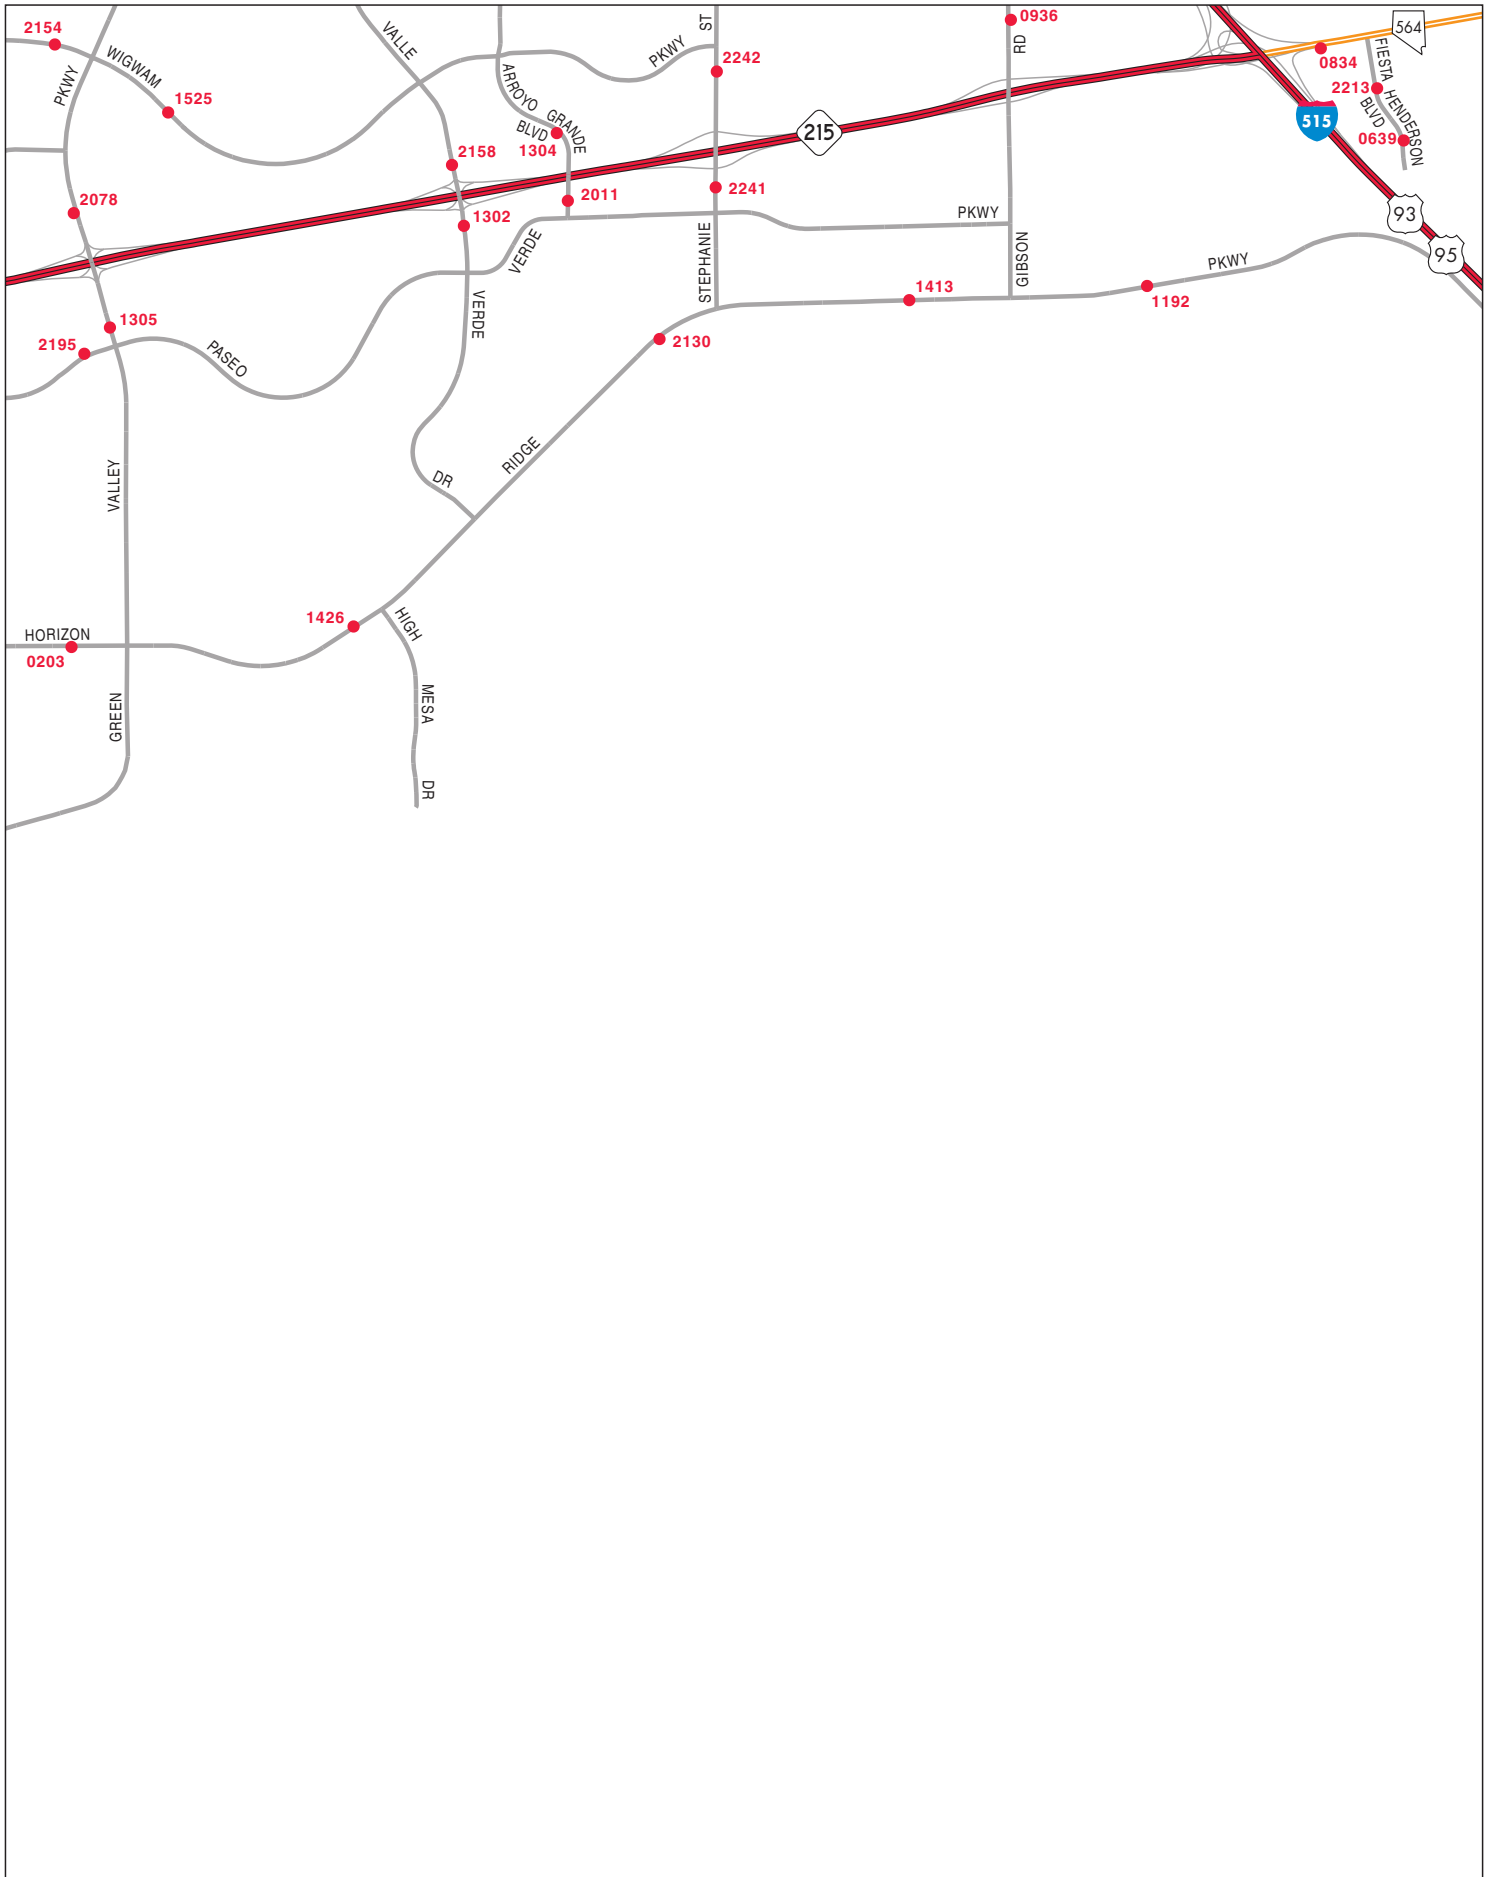 2154
PKWY
WIGWAM
1525
VALLE
ARROYO GRANDE
BLVD
1304
PKWY
ST
2242
0936
RD
564
0834
FIESTA HENDERSON
2213
BLVD
0639
515
215
2158
2078
2011
2241
1302
PKWY
93
95
VERDE
STEPHANIE
GIBSON
PKWY
1413
1192
1305
VERDE
2195
PASEO
2130
VALLEY
DR
RIDGE
1426
HIGH
HORIZON
0203
GREEN
MESA
DR